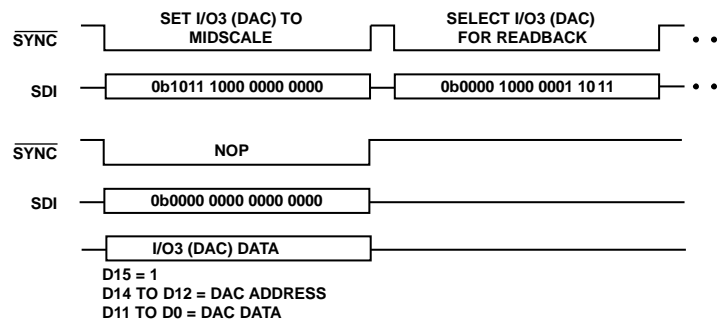 SET I/O3 (DAC) TO
MIDSCALE
SELECT I/O3 (DAC)
FOR READBACK
SYNC
SDI
0b1011 1000 0000 0000
0b0000 1000 0001 1011
SYNC
NOP
SDI
0b0000 0000 0000 0000
I/O3 (DAC) DATA
D15 = 1
D14 TO D12 = DAC ADDRESS
D11 TO D0 = DAC DATA